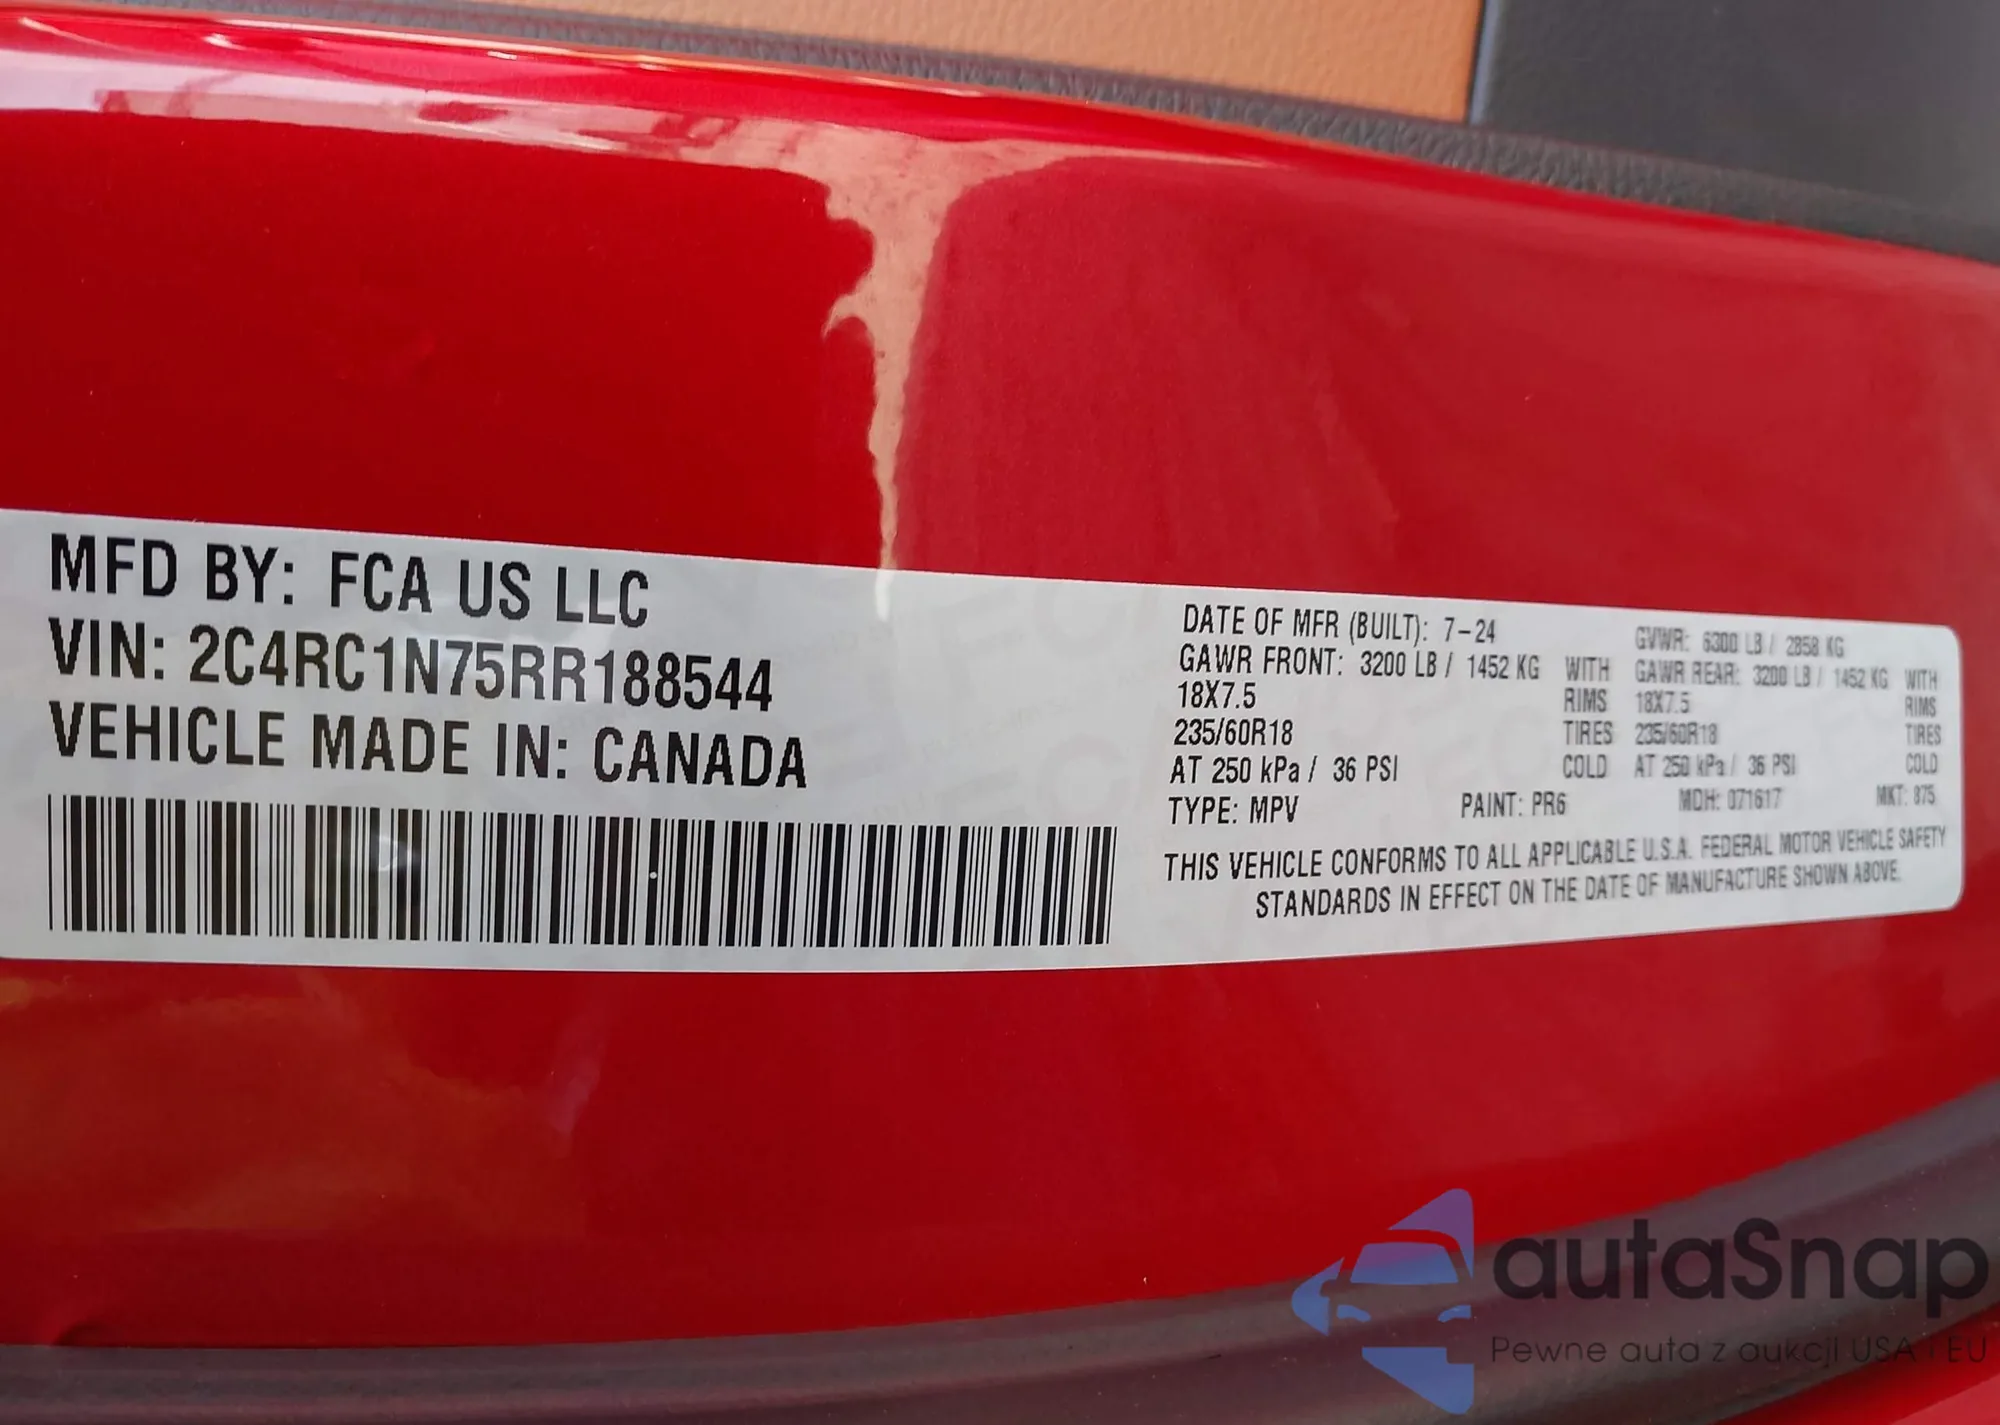 MFD BY: FCA US LLC
VIN: 2C4RC1N75RR188544
VEHICLE MADE IN: CANADA
DATE OF MFR (BUILT): 7-24 GVWR: 6300 LB / 2858 KG
GAWR FRONT: 3200 LB / 1452 KG WITH GAWR REAR: 3200 LB / 1452 KG WITH
18X7.5 RIMS 18X7.5 RIMS
235/60R18 TIRES 235/60R18 TIRES
AT 250 kPa / 36 PSI COLD AT 250 kPa / 36 PSI COLD
TYPE: MPV PAINT: PR6 MDH: 071617 MKT: 875
THIS VEHICLE CONFORMS TO ALL APPLICABLE U.S.A. FEDERAL MOTOR VEHICLE SAFETY
STANDARDS IN EFFECT ON THE DATE OF MANUFACTURE SHOWN ABOVE.
autaSnap
Pewne auta z aukcji USA i EU